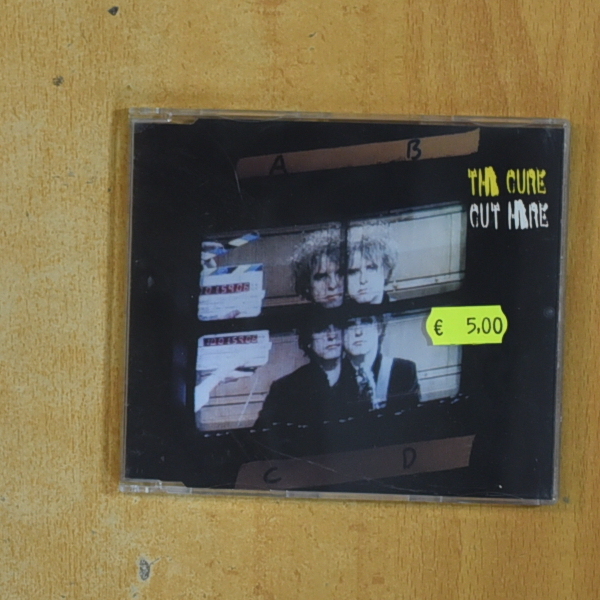 A B
THE CURE
CUT HERE
€ 5,00
C D